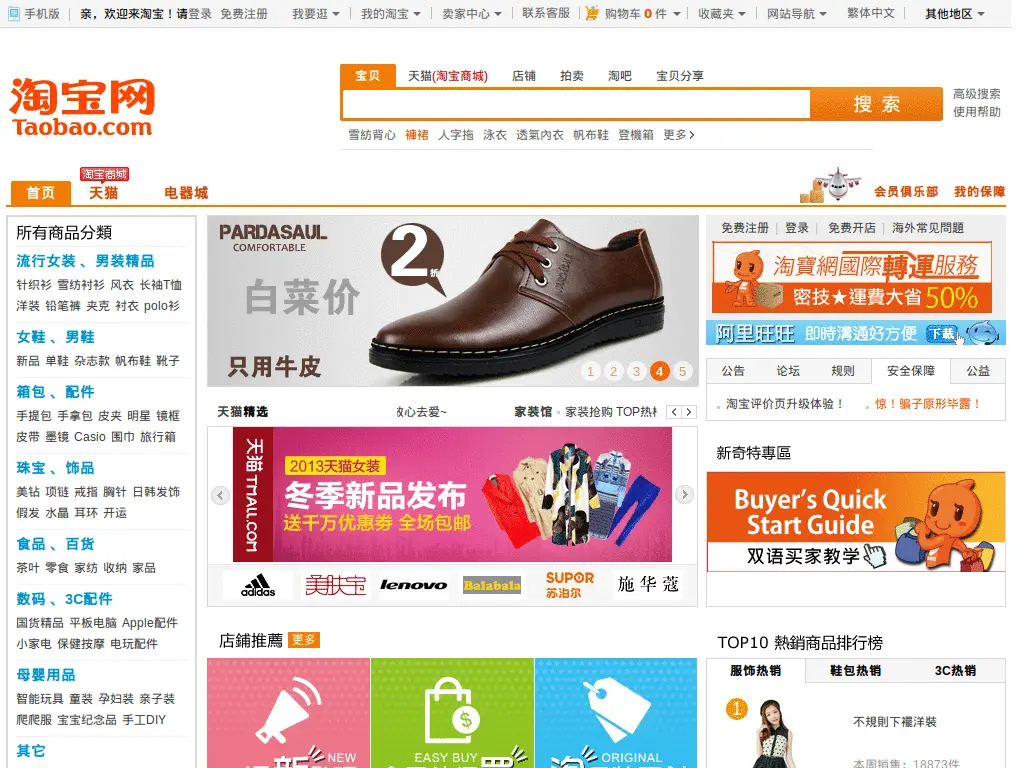 手机版 亲，欢迎来淘宝！请登录 免费注册 我要逛 我的淘宝 卖家中心 联系客服 购物车 0 件 收藏夹 网站导航 繁体中文 其他地区
宝贝 天猫(淘宝商城) 店铺 拍卖 淘吧 宝贝分享
淘宝网
Taobao.com
搜 索
高级搜索
使用帮助
雪纺背心 褲裙 人字拖 泳衣 透氣內衣 帆布鞋 登機箱 更多
淘宝商城
首页 天猫 电器城
会员俱乐部 我的保障
所有商品分類
流行女装 、男装精品
针织衫 雪纺衬衫 风衣 长袖T恤
洋装 铅笔裤 夹克 衬衣 polo衫
女鞋 、男鞋
新品 单鞋 杂志款 帆布鞋 靴子
箱包 、配件
手提包 手拿包 皮夹 明星 镜框
皮带 墨镜 Casio 围巾 旅行箱
珠宝 、饰品
美钻 项链 戒指 胸针 日韩发饰
假发 水晶 耳环 开运
食品 、百货
茶叶 零食 家纺 收纳 家品
数码 、3C配件
国货精品 平板电脑 Apple配件
小家电 保健按摩 电玩配件
母婴用品
智能玩具 童装 孕妇装 亲子装
爬爬服 宝宝纪念品 手工DIY
其它
PARDASAUL
COMFORTABLE
2折
白菜价
只用牛皮
1 2 3 4 5
天猫精选 心去爱~ 家装馆 家装抢购 TOP热
天猫 TMALL.COM
2013天猫女装
冬季新品发布
送千万优惠券 全场包邮
adidas 美肤宝 lenovo Balabala SUPOR 苏泊尔 施华蔻
店鋪推薦 更多
NEW
EASY BUY
ORIGINAL
免费注册 登录 免费开店 海外常见問題
淘寶網國際轉運服務
密技★運費大省50%
阿里旺旺 即時溝通好方便 下載
公告 论坛 规则 安全保障 公益
淘宝评价页升级体验！ 惊！骗子原形毕露！
新奇特專區
Buyer's Quick
Start Guide
双语买家教学
TOP10 熱銷商品排行榜
服饰热销 鞋包热销 3C热销
1
不規則下襬洋裝
本周銷售：18873件